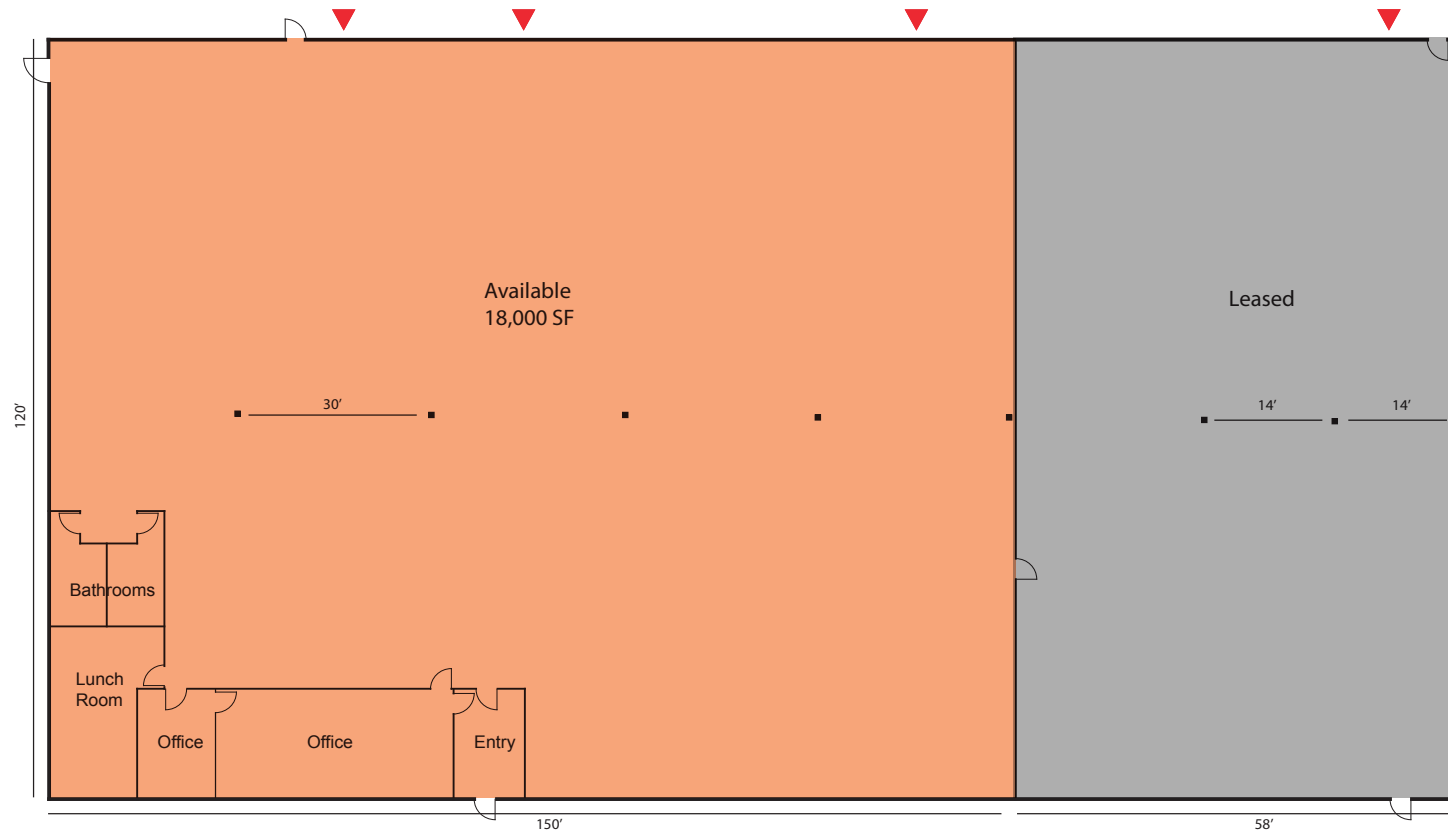 Available
18,000 SF
Leased
30’
14’
14’
120’
Bathrooms
Lunch
Room
Office
Office
Entry
150’
58’